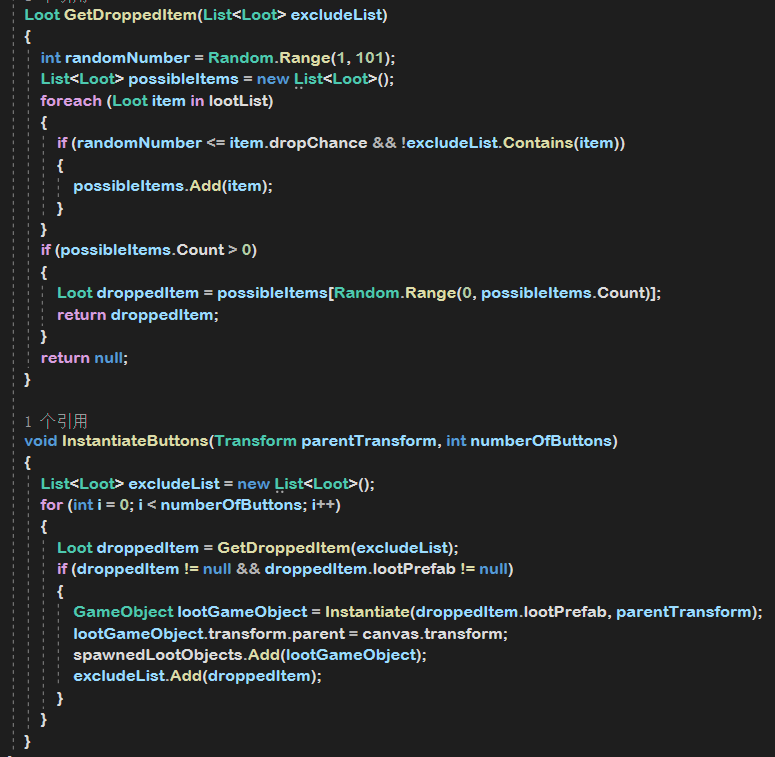 Loot GetDroppedItem(List<Loot> excludeList)
{
int randomNumber = Random.Range(1, 101);
List<Loot> possibleItems = new List<Loot>();
foreach (Loot item in lootList)
{
if (randomNumber <= item.dropChance && !excludeList.Contains(item))
{
possibleItems.Add(item);
}
}
if (possibleItems.Count > 0)
{
Loot droppedItem = possibleItems[Random.Range(0, possibleItems.Count)];
return droppedItem;
}
return null;
}
1 个引用
void InstantiateButtons(Transform parentTransform, int numberOfButtons)
{
List<Loot> excludeList = new List<Loot>();
for (int i = 0; i < numberOfButtons; i++)
{
Loot droppedItem = GetDroppedItem(excludeList);
if (droppedItem != null && droppedItem.lootPrefab != null)
{
GameObject lootGameObject = Instantiate(droppedItem.lootPrefab, parentTransform);
lootGameObject.transform.parent = canvas.transform;
spawnedLootObjects.Add(lootGameObject);
excludeList.Add(droppedItem);
}
}
}